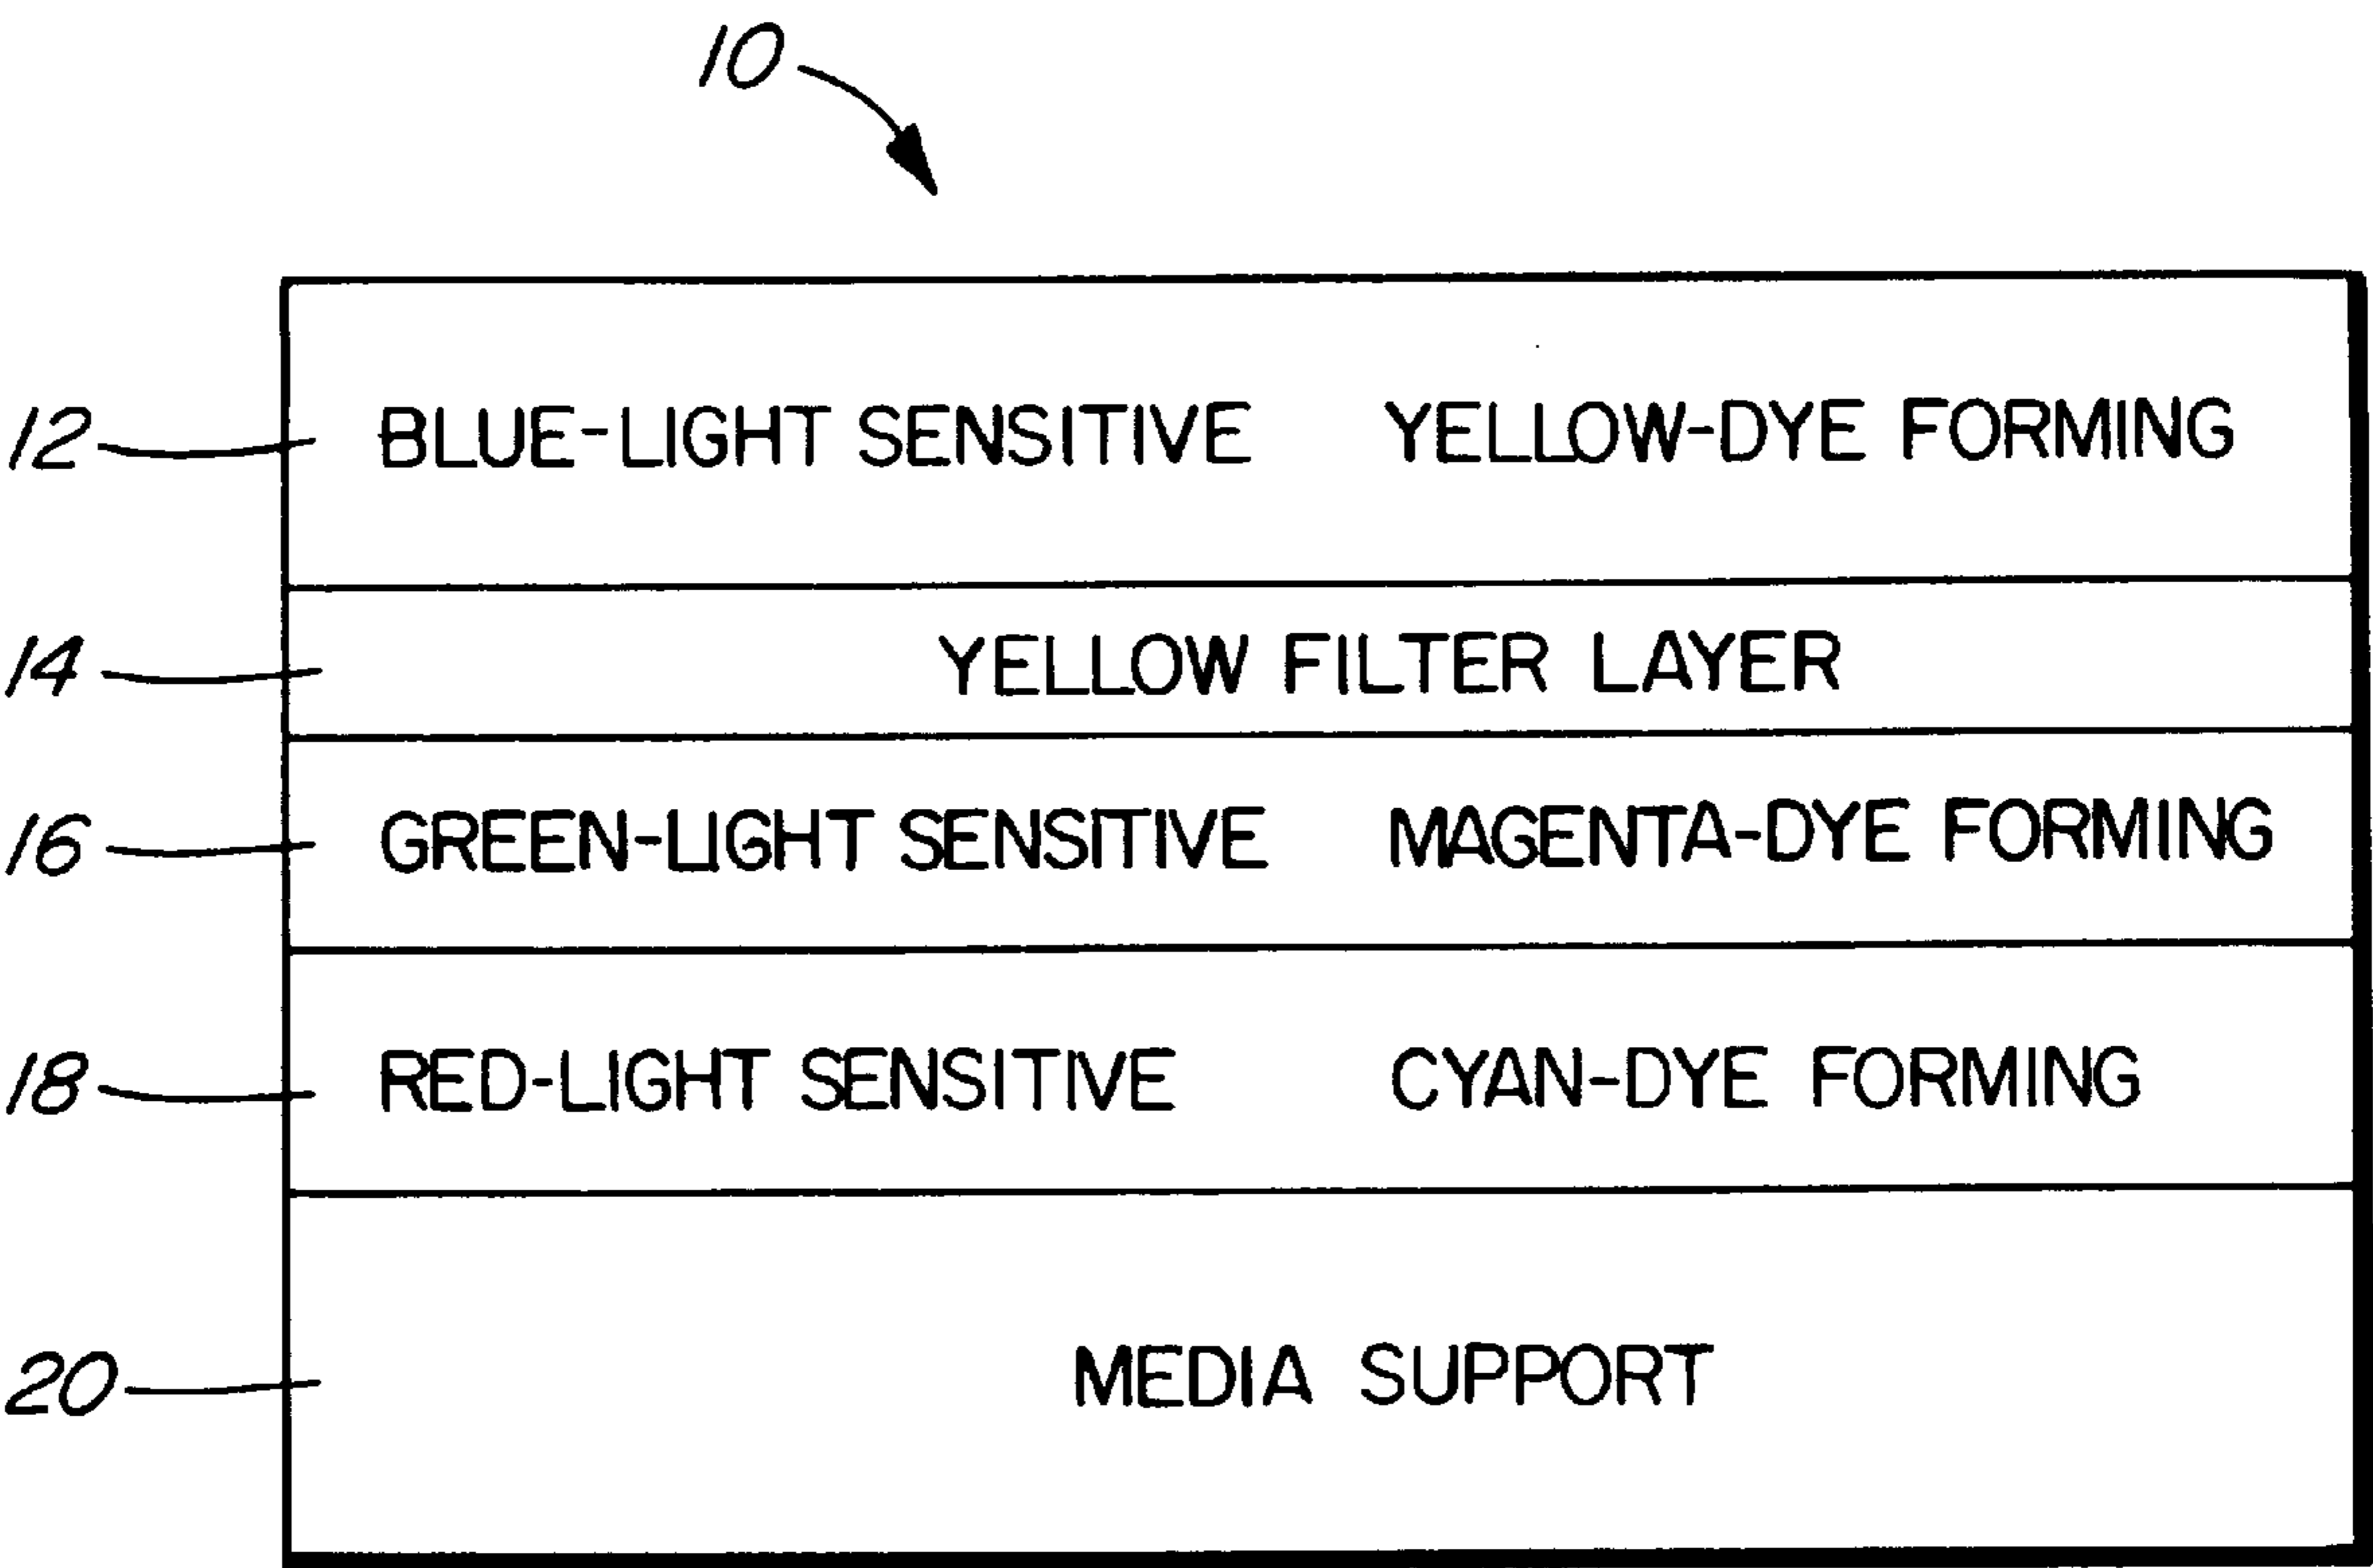 10
12 BLUE-LIGHT SENSITIVE YELLOW-DYE FORMING
14 YELLOW FILTER LAYER
16 GREEN-LIGHT SENSITIVE MAGENTA-DYE FORMING
18 RED-LIGHT SENSITIVE CYAN-DYE FORMING
20 MEDIA SUPPORT